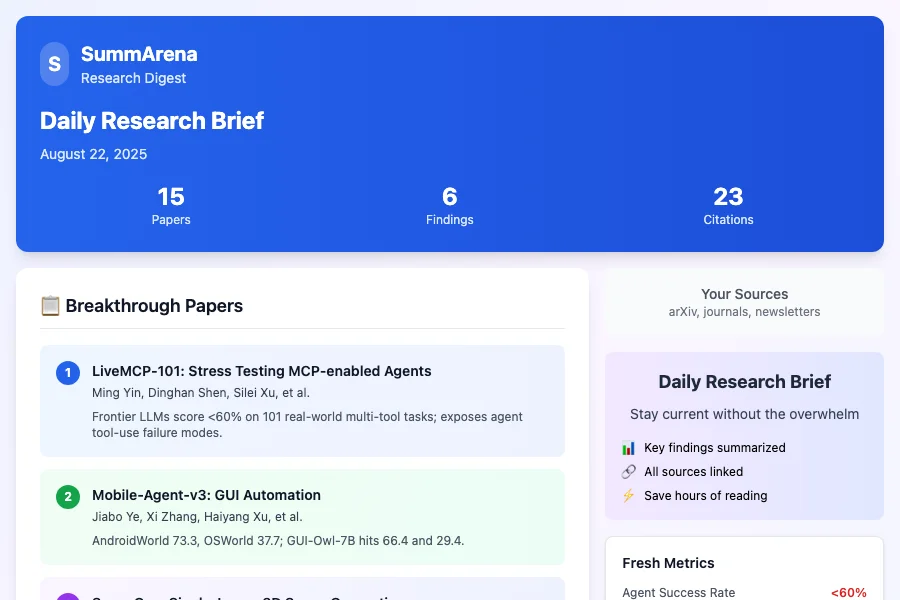 S
SummArena
Research Digest
Daily Research Brief
August 22, 2025
15
Papers
6
Findings
23
Citations
Breakthrough Papers
1
LiveMCP-101: Stress Testing MCP-enabled Agents
Ming Yin, Dinghan Shen, Silei Xu, et al.
Frontier LLMs score <60% on 101 real-world multi-tool tasks; exposes agent
tool-use failure modes.
2
Mobile-Agent-v3: GUI Automation
Jiabo Ye, Xi Zhang, Haiyang Xu, et al.
AndroidWorld 73.3, OSWorld 37.7; GUI-Owl-7B hits 66.4 and 29.4.
Your Sources
arXiv, journals, newsletters
Daily Research Brief
Stay current without the overwhelm
Key findings summarized
All sources linked
Save hours of reading
Fresh Metrics
Agent Success Rate
<60%